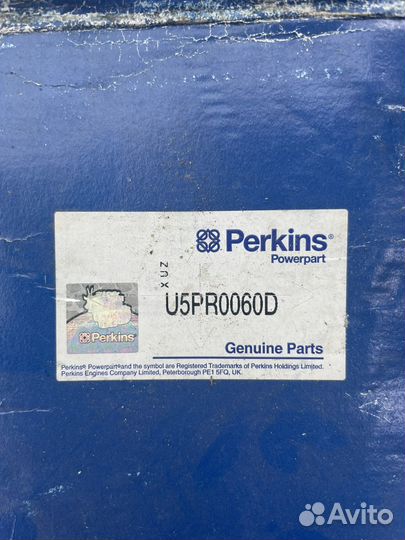 Perkins®
Powerpart
XUZ
U5PR0060D
Perkins
Genuine Parts
Perkins® Powerpart and the symbol are Registered Trademarks of Perkins Holdings Limited.
Perkins Engines Company Limited, Peterborough PE1 5FQ, UK.
Avito